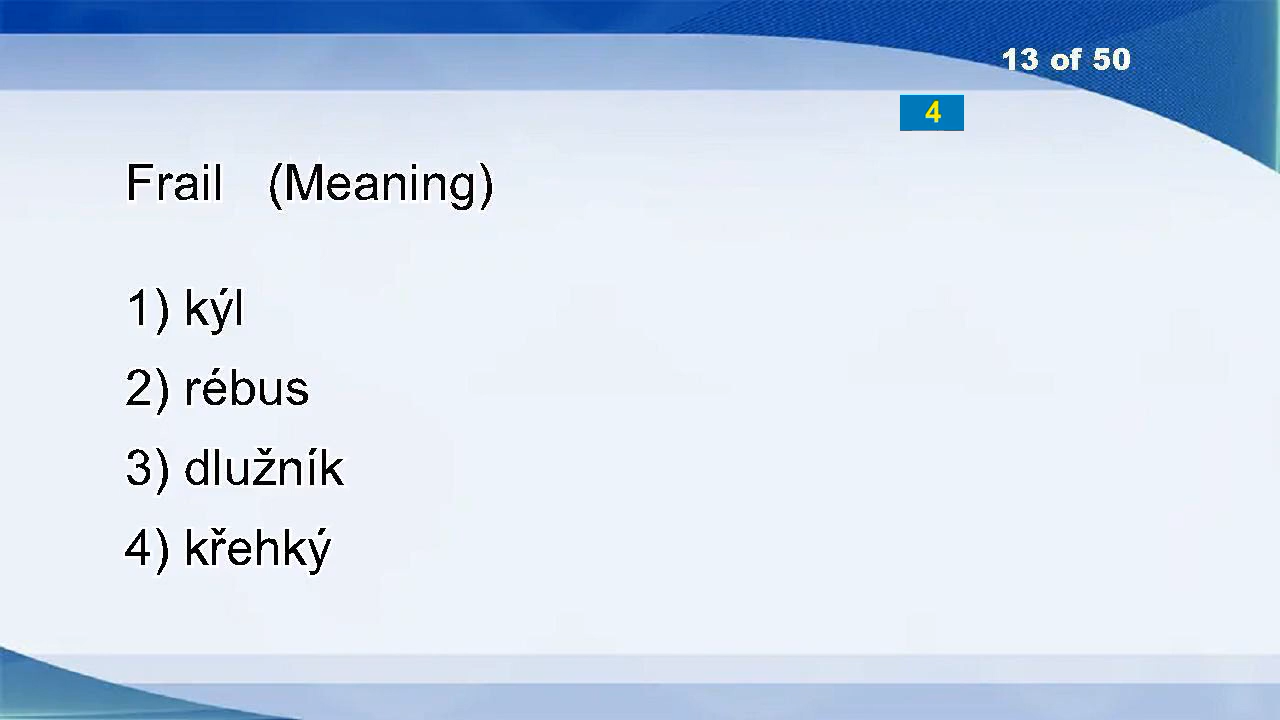 13 of 50
4
Frail (Meaning)
1) kýl
2) rébus
3) dlužník
4) křehký